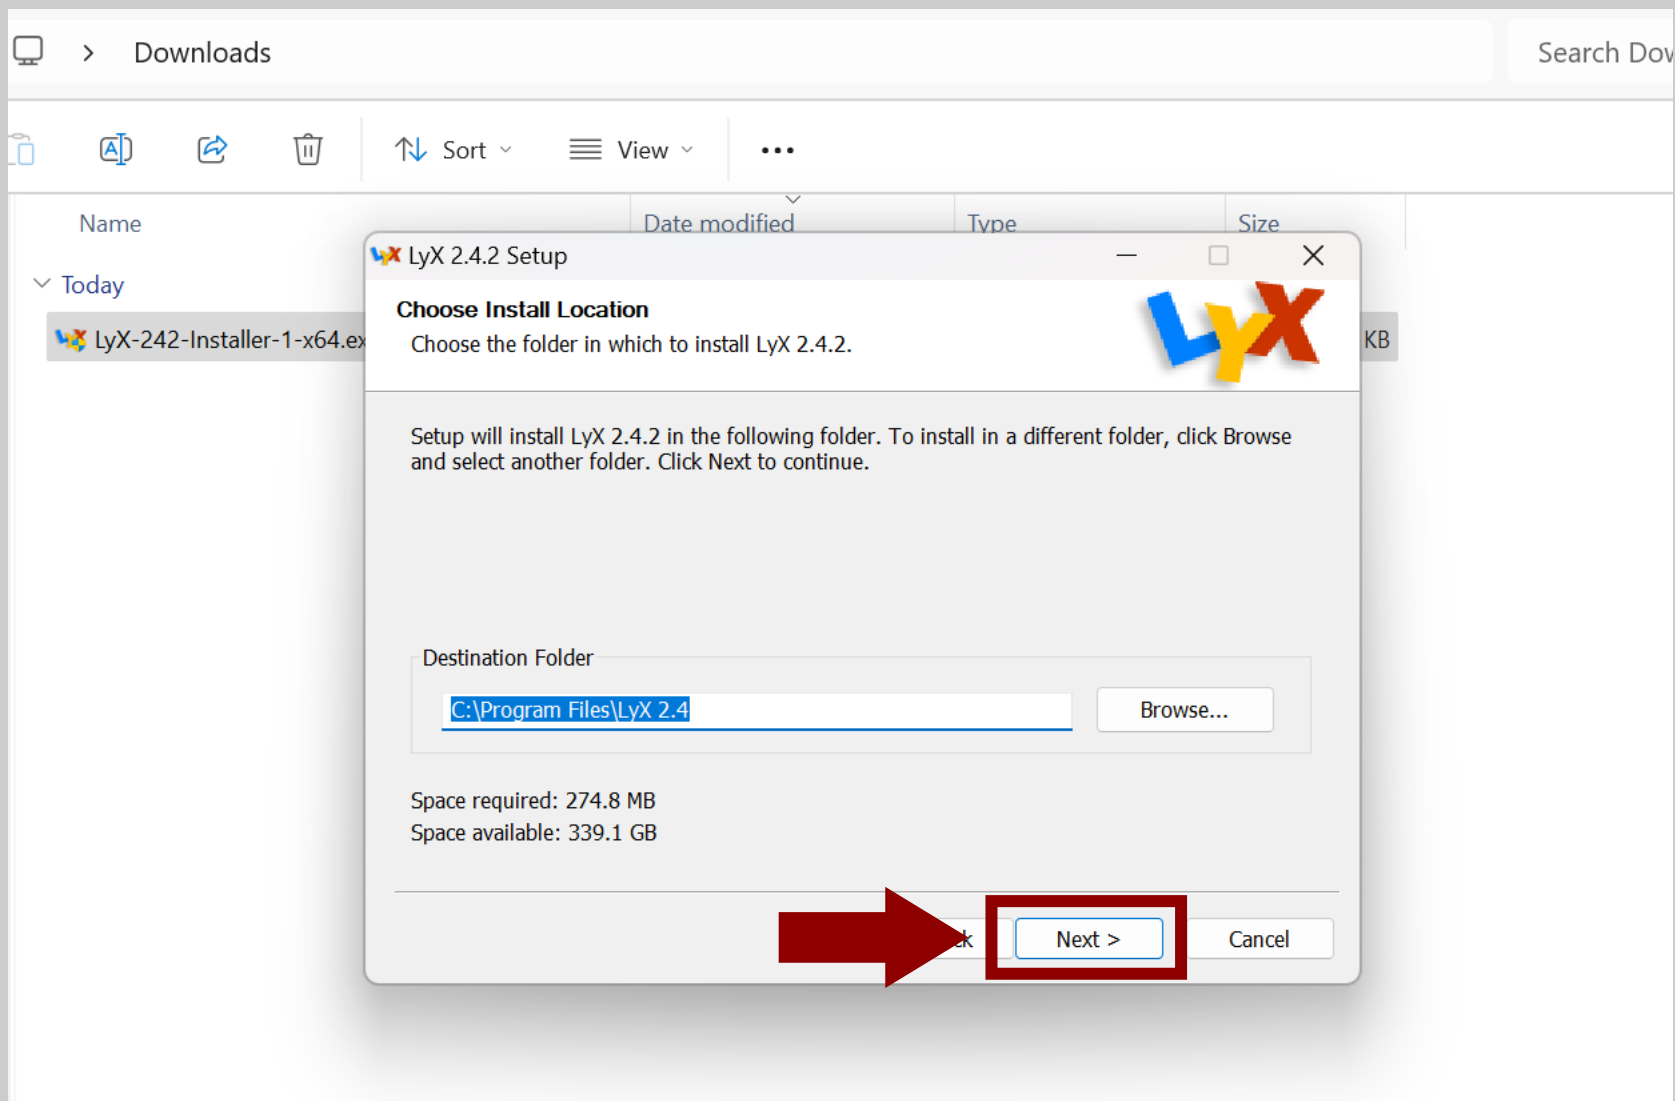 Downloads
Search Dov
Sort
View
Name
Date modified
Type
Size
LyX 2.4.2 Setup
Today
Choose Install Location
LyX
LyX-242-Installer-1-x64.ex
Choose the folder in which to install LyX 2.4.2.
KB
Setup will install LyX 2.4.2 in the following folder. To install in a different folder, click Browse
and select another folder. Click Next to continue.
Destination Folder
C:\Program Files\LyX 2.4
Browse...
Space required: 274.8 MB
Space available: 339.1 GB
Next >
Cancel